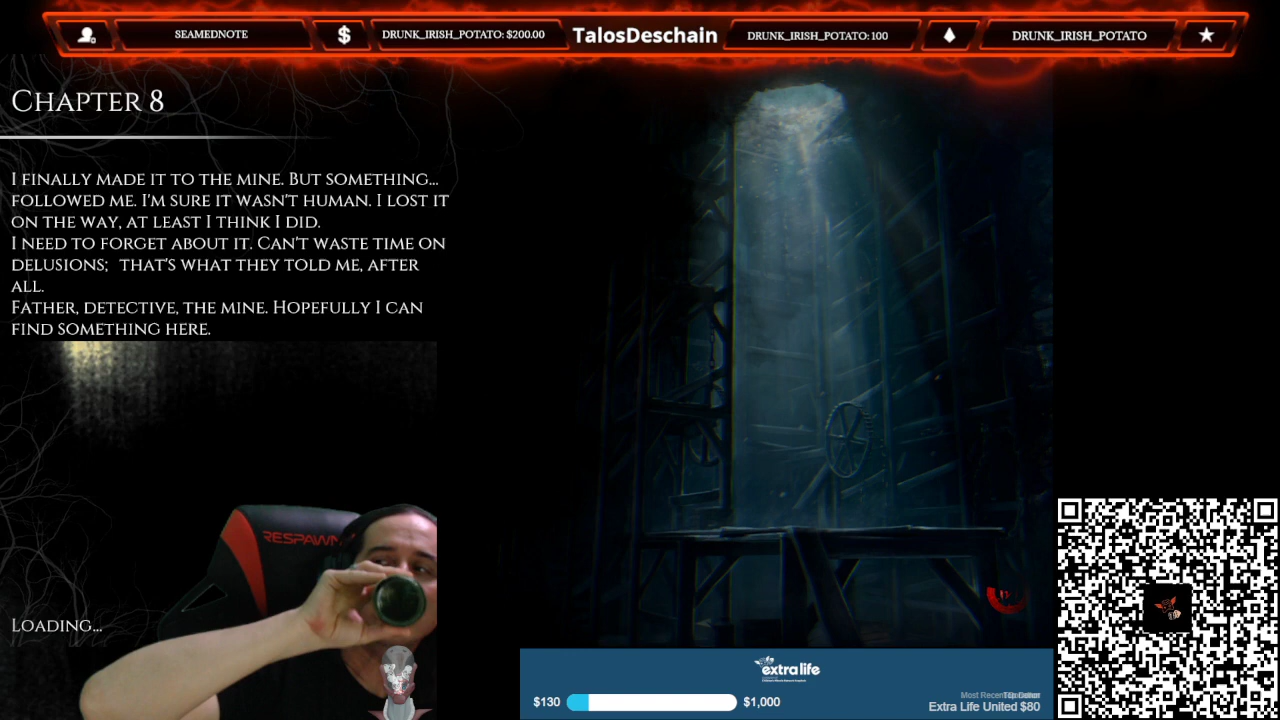 SEAMEDNOTE
$
DRUNK_IRISH_POTATO: $200.00
TalosDeschain
DRUNK_IRISH_POTATO: 100
DRUNK_IRISH_POTATO
Chapter 8
I finally made it to the mine. But something...
followed me. I'm sure it wasn't human. I lost it
on the way, at least I think I did.
I need to forget about it. Can't waste time on
delusions; that's what they told me, after
all.
Father, detective, the mine. Hopefully I can
find something here.
RESPAWN
Loading...
extralife
$130
$1,000
Extra Life United $80